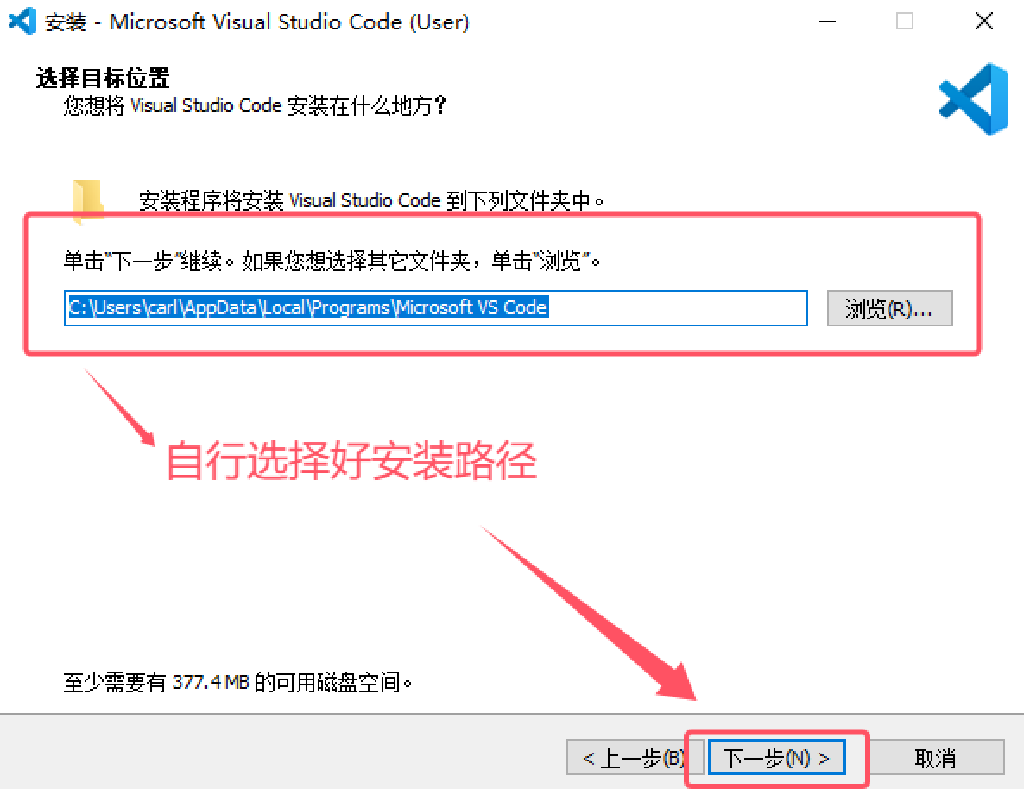 安装 - Microsoft Visual Studio Code (User)
选择目标位置
您想将 Visual Studio Code 安装在什么地方？
安装程序将安装 Visual Studio Code 到下列文件夹中。
单击"下一步"继续。如果您想选择其它文件夹，单击"浏览"。
C:\Users\carl\AppData\Local\Programs\Microsoft VS Code
浏览(R)...
自行选择好安装路径
至少需要有 377.4 MB 的可用磁盘空间。
< 上一步(B)
下一步(N) >
取消